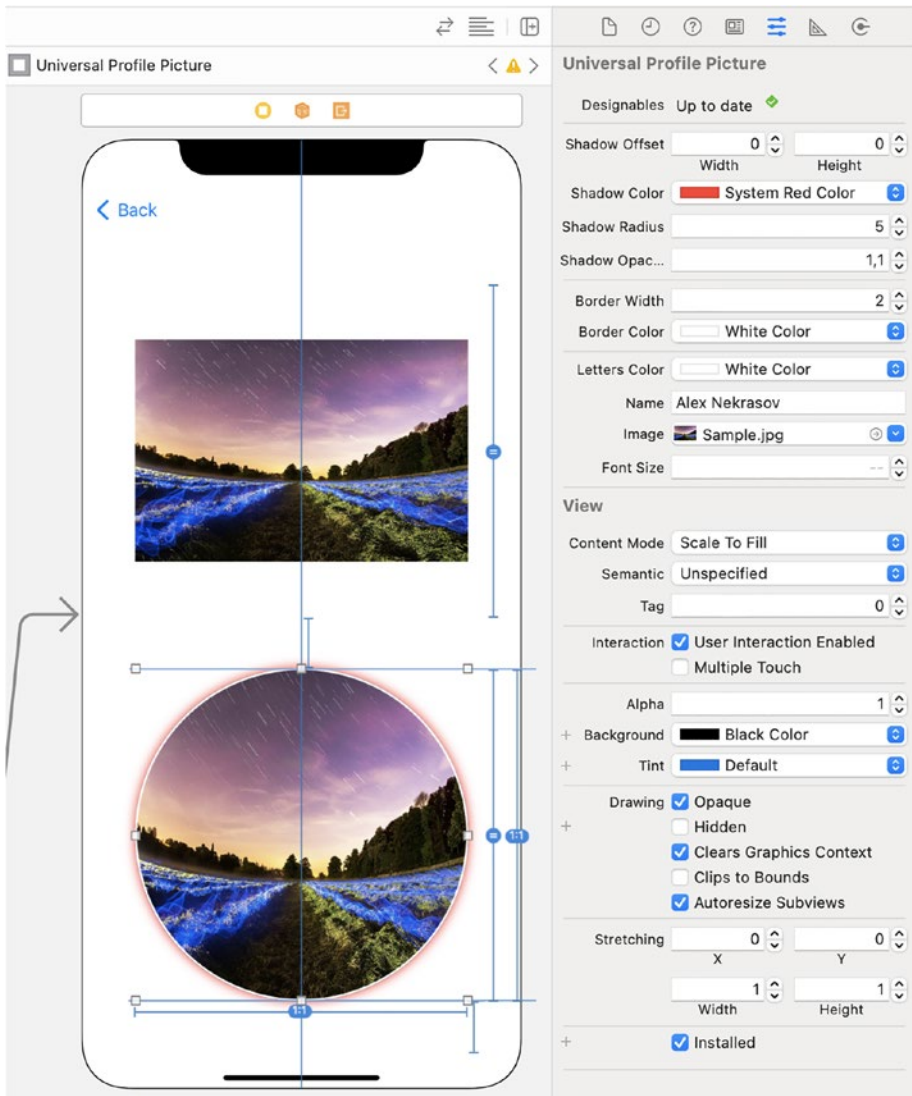 Universal Profile Picture
Back
1:1
1:1
Universal Profile Picture
Designables Up to date
Shadow Offset 0 0
Width Height
Shadow Color System Red Color
Shadow Radius 5
Shadow Opac... 1,1
Border Width 2
Border Color White Color
Letters Color White Color
Name Alex Nekrasov
Image Sample.jpg
Font Size --
View
Content Mode Scale To Fill
Semantic Unspecified
Tag 0
Interaction User Interaction Enabled
Multiple Touch
Alpha 1
+ Background Black Color
+ Tint Default
Drawing Opaque
+ Hidden
Clears Graphics Context
Clips to Bounds
Autoresize Subviews
Stretching 0 0
X Y
1 1
Width Height
+ Installed